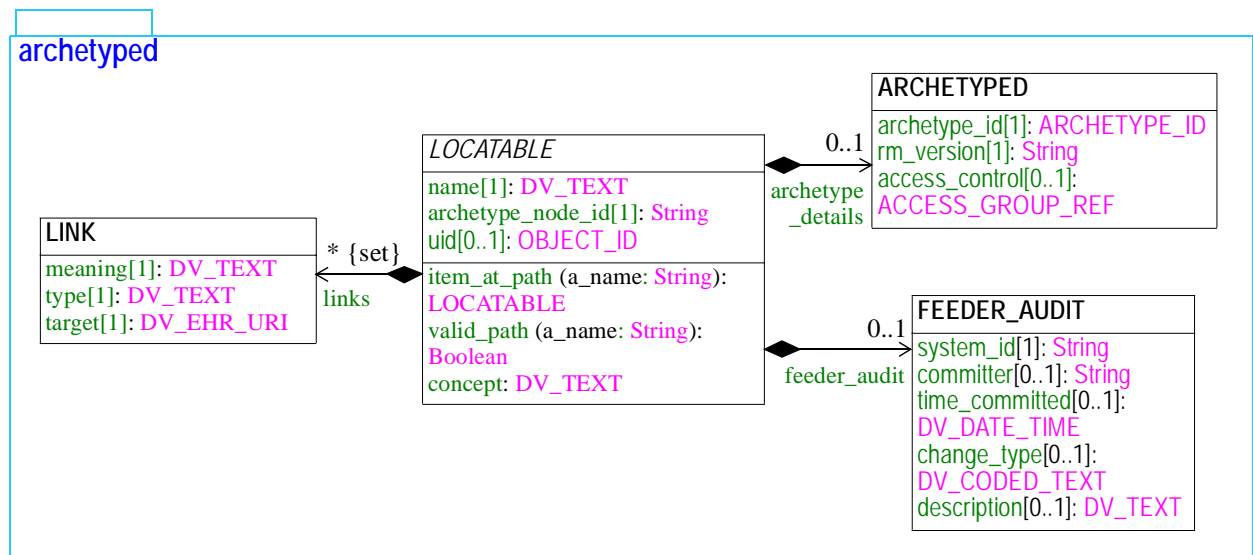 archetyped
ARCHETYPED
archetype_id[1]: ARCHETYPE_ID
rm_version[1]: String
access_control[0..1]:
ACCESS_GROUP_REF
0..1
archetype
_details
LOCATABLE
name[1]: DV_TEXT
archetype_node_id[1]: String
uid[0..1]: OBJECT_ID
item_at_path (a_name: String):
LOCATABLE
valid_path (a_name: String):
Boolean
concept: DV_TEXT
LINK
meaning[1]: DV_TEXT
type[1]: DV_TEXT
target[1]: DV_EHR_URI
* {set}
links
0..1
feeder_audit
FEEDER_AUDIT
system_id[1]: String
committer[0..1]: String
time_committed[0..1]:
DV_DATE_TIME
change_type[0..1]:
DV_CODED_TEXT
description[0..1]: DV_TEXT